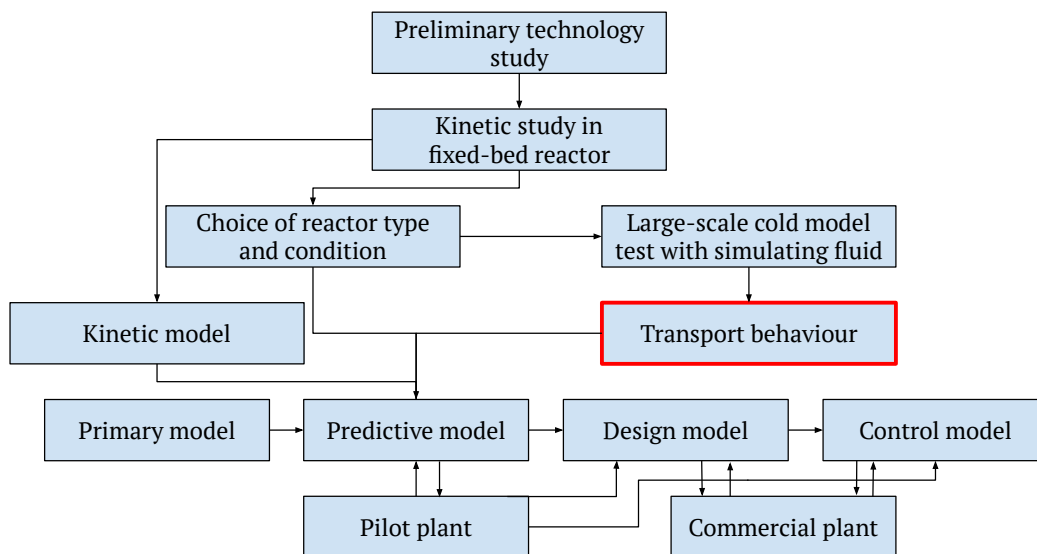 Preliminary technology
study
Kinetic study in
fixed-bed reactor
Choice of reactor type
and condition
Large-scale cold model
test with simulating fluid
Kinetic model
Transport behaviour
Primary model
Predictive model
Design model
Control model
Pilot plant
Commercial plant